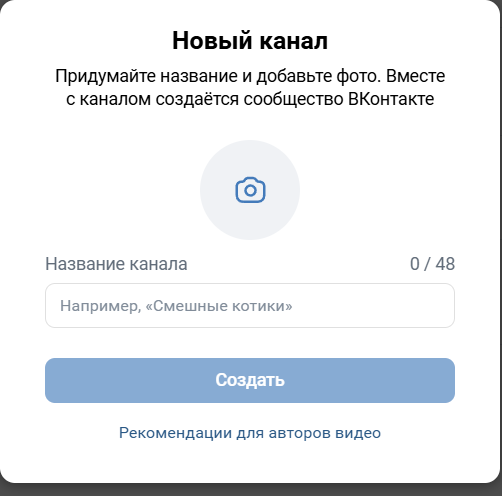 Новый канал
Придумайте название и добавьте фото. Вместе
с каналом создаётся сообщество ВКонтакте
Название канала 0 / 48
Например, «Смешные котики»
Создать
Рекомендации для авторов видео